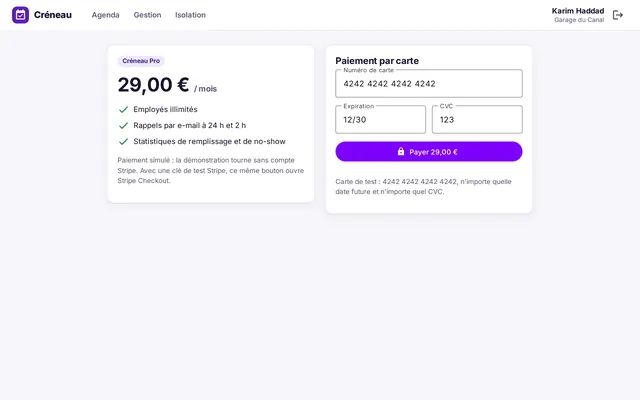 Créneau
Agenda
Gestion
Isolation
Karim Haddad
Garage du Canal
Créneau Pro
29,00 € / mois
Employés illimités
Rappels par e-mail à 24 h et 2 h
Statistiques de remplissage et de no-show
Paiement simulé : la démonstration tourne sans compte
Stripe. Avec une clé de test Stripe, ce même bouton ouvre
Stripe Checkout.
Paiement par carte
Numéro de carte
4242 4242 4242 4242
Expiration
12/30
CVC
123
Payer 29,00 €
Carte de test : 4242 4242 4242 4242, n'importe quelle
date future et n'importe quel CVC.